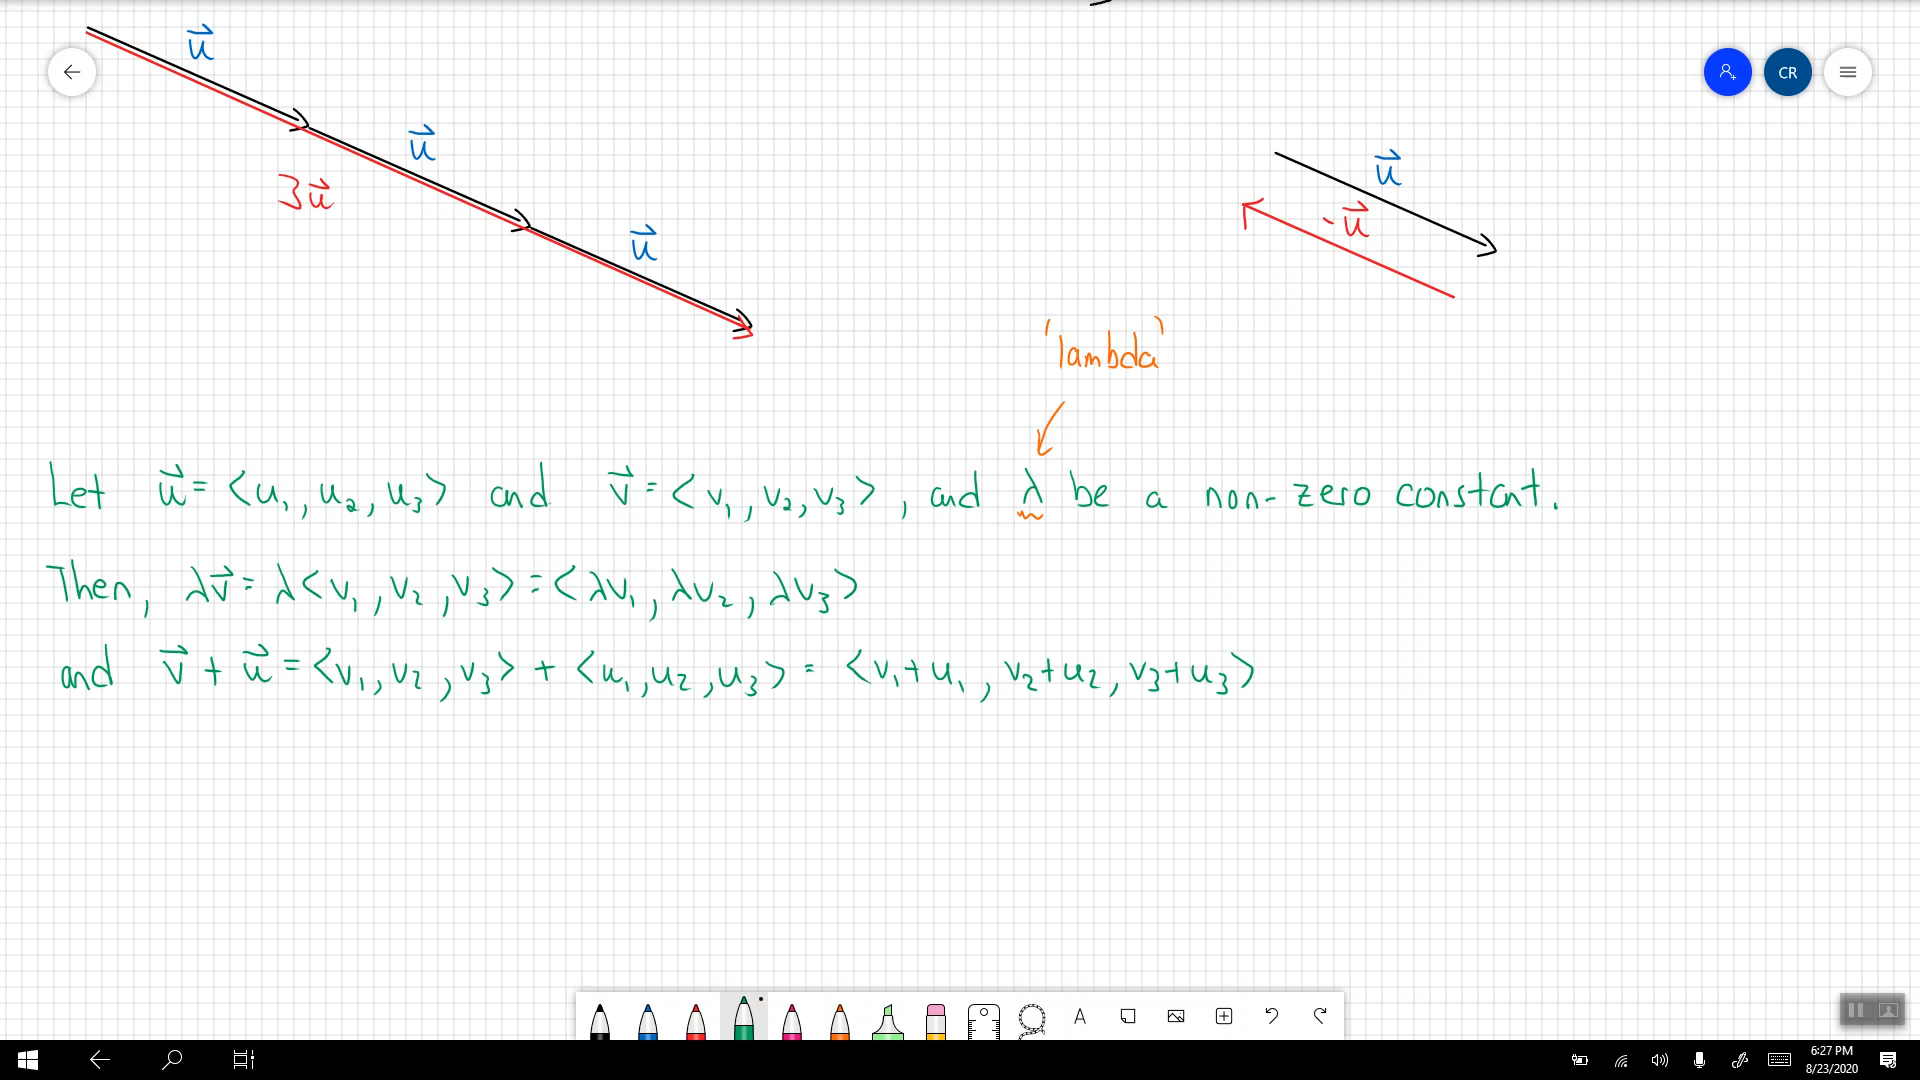 u⃗
CR
u⃗
u⃗
3u⃗
-u⃗
u⃗
'lambda'
Let u⃗ = <u₁, u₂, u₃> and v⃗ = <v₁, v₂, v₃>, and λ be a non-zero constant.
Then, λv⃗ = λ<v₁, v₂, v₃> = <λv₁, λv₂, λv₃>
and v⃗ + u⃗ = <v₁, v₂, v₃> + <u₁, u₂, u₃> = <v₁+u₁, v₂+u₂, v₃+u₃>
A
6:27 PM
8/23/2020